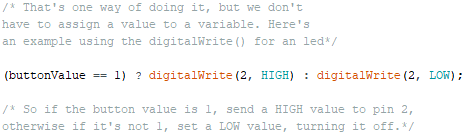 /* That's one way of doing it, but we don't
have to assign a value to a variable. Here's
an example using the digitalWrite() for an led*/
(buttonValue == 1) ? digitalWrite(2, HIGH) : digitalWrite(2, LOW);
/* So if the button value is 1, send a HIGH value to pin 2,
otherwise if it's not 1, set a LOW value, turning it off.*/